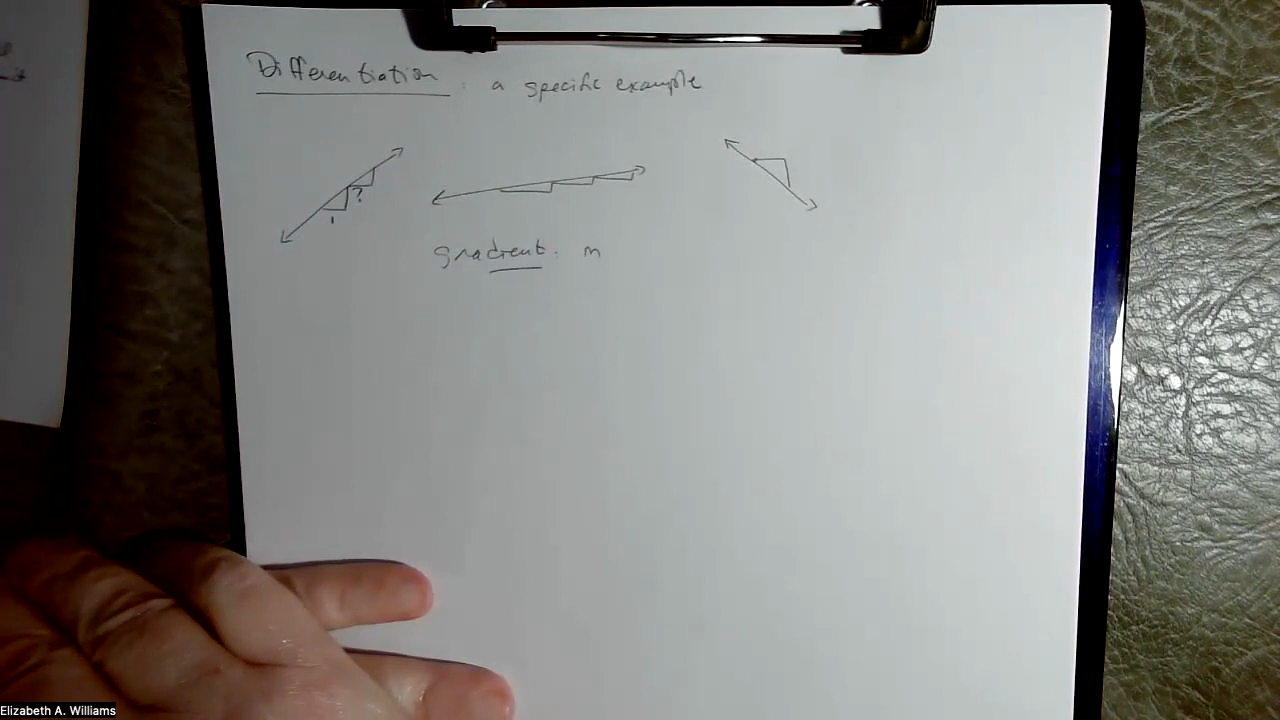 Differentiation : a specific example
1 ?
gradient: m
Elizabeth A. Williams